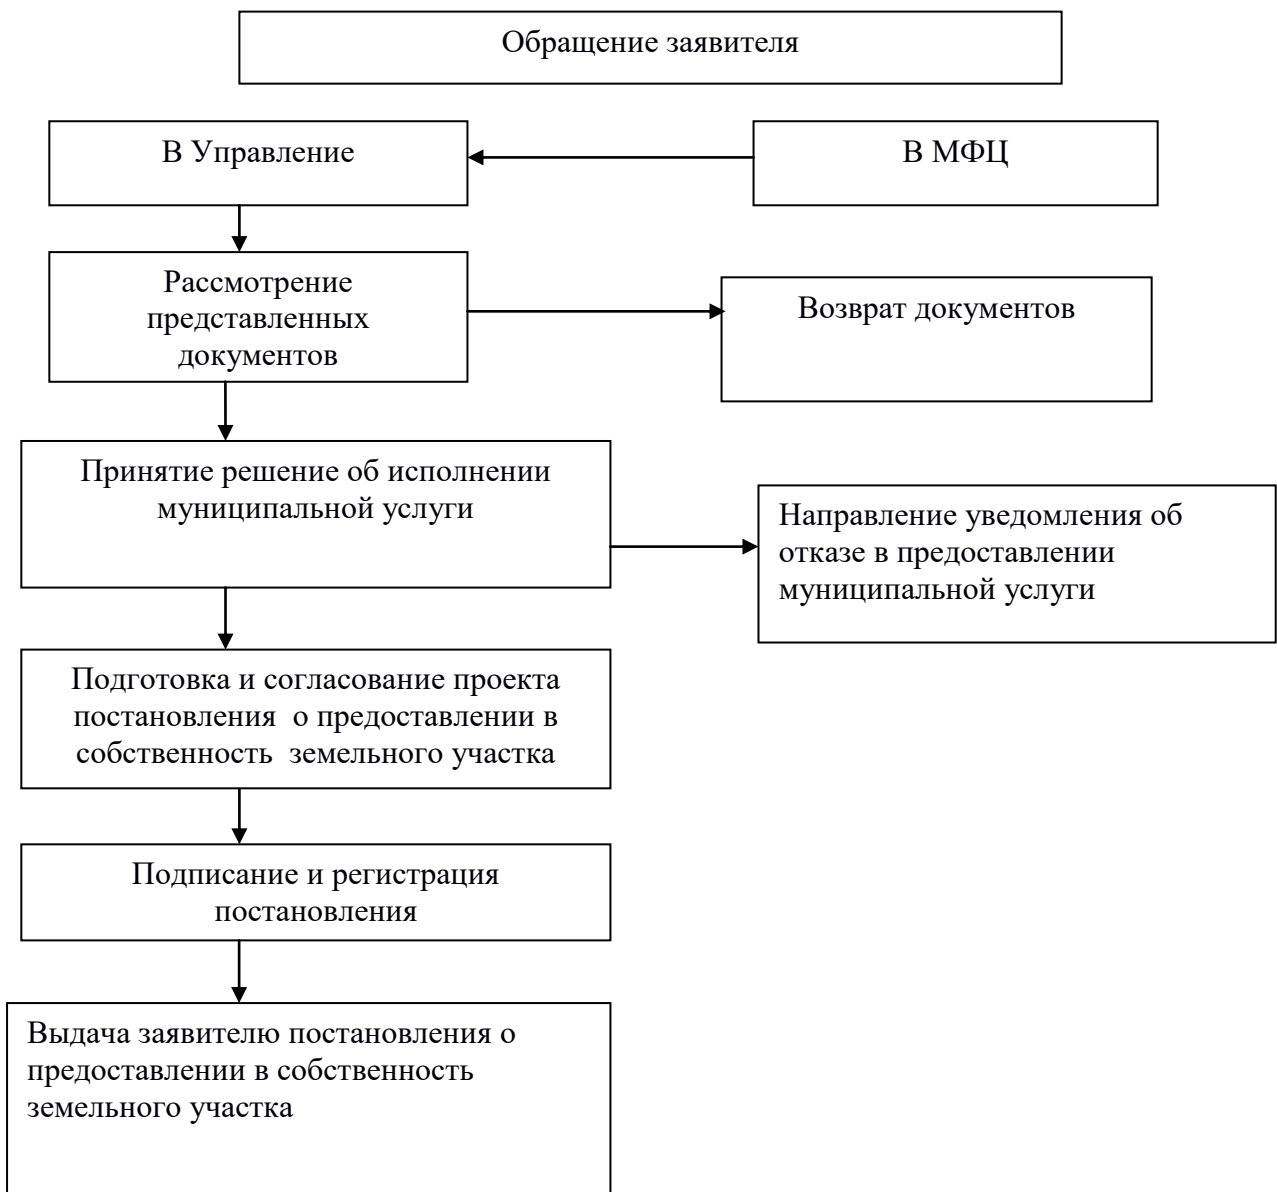 Обращение заявителя
В Управление
В МФЦ
Рассмотрение
представленных
документов
Возврат документов
Принятие решение об исполнении
муниципальной услуги
Направление уведомления об
отказе в предоставлении
муниципальной услуги
Подготовка и согласование проекта
постановления о предоставлении в
собственность земельного участка
Подписание и регистрация
постановления
Выдача заявителю постановления о
предоставлении в собственность
земельного участка